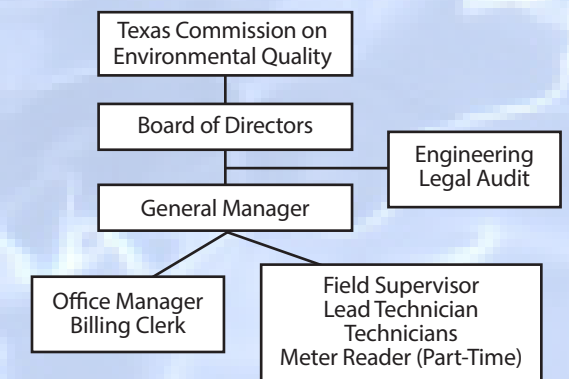 Texas Commission on
Environmental Quality
Board of Directors
Engineering
Legal Audit
General Manager
Office Manager
Billing Clerk
Field Supervisor
Lead Technician
Technicians
Meter Reader (Part-Time)